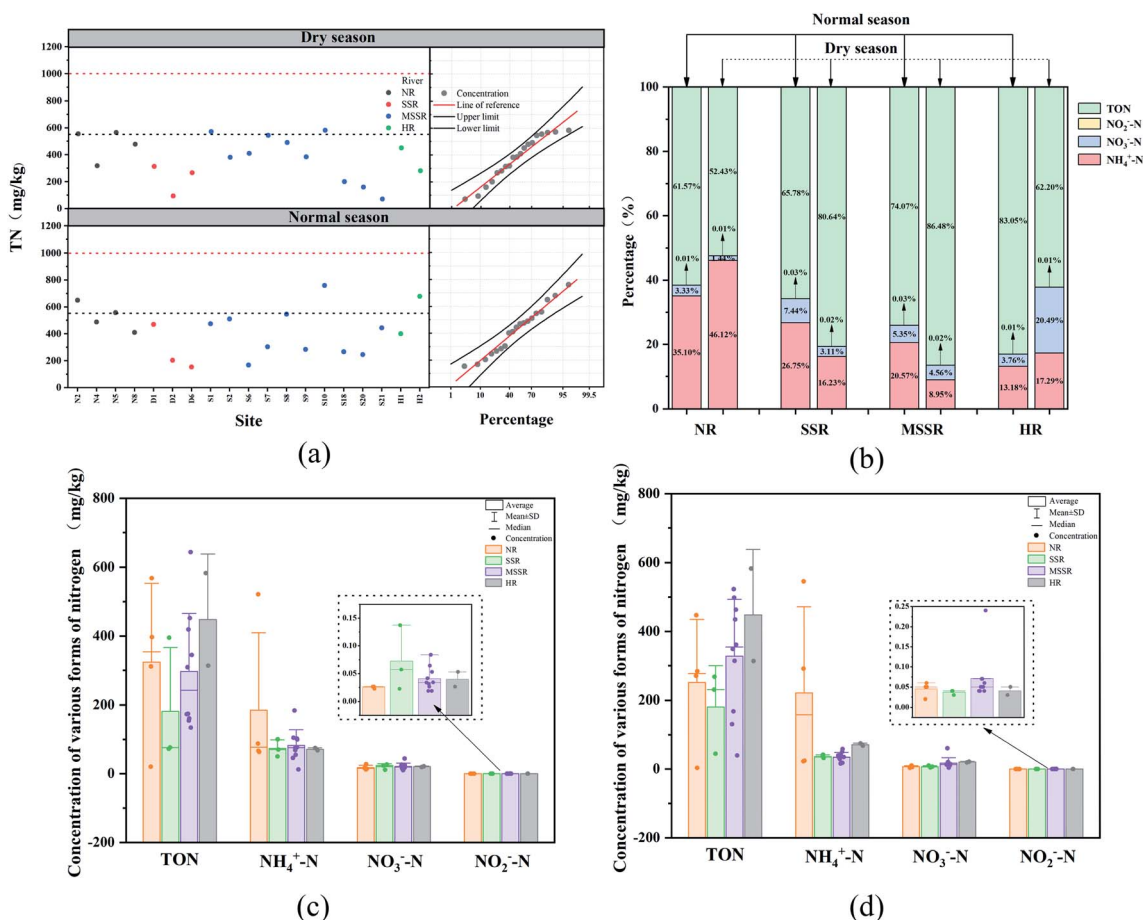 Dry season
1200
1000
800
600
400
200
0
River
NR
SSR
MSSR
HR
Concentration
Line of reference
Upper limit
Lower limit
Normal season
1200
1000
800
600
400
200
0
TN（mg/kg）
N2 N4 N5 N8 D1 D2 D6 S1 S2 S6 S7 S8 S9 S10 S18 S20 S21 H1 H2
1 10 40 70 95 99.5
Site
Percentage
(a)
Normal season
Dry season
100
80
60
40
20
0
Percentage（%）
TON
NO₂⁻-N
NO₃⁻-N
NH₄⁺-N
61.57% 52.43% 65.78% 80.64% 74.07% 86.48% 83.05% 62.20%
0.01% 0.01% 0.03% 0.02% 0.03% 0.02% 0.01% 0.01%
3.33% 1.44% 7.44% 3.11% 5.35% 4.56% 3.76% 20.49%
35.10% 46.12% 26.75% 16.23% 20.57% 8.95% 13.18% 17.29%
NR SSR MSSR HR
(b)
Concentration of various forms of nitrogen（mg/kg）
800
600
400
200
0
-200
Average
Mean±SD
Median
Concentration
NR
SSR
MSSR
HR
0.15
0.10
0.05
0.00
TON NH₄⁺-N NO₃⁻-N NO₂⁻-N
(c)
Concentration of various forms of nitrogen（mg/kg）
800
600
400
200
0
-200
Average
Mean±SD
Median
Concentration
NR
SSR
MSSR
HR
0.25
0.20
0.15
0.10
0.05
0.00
TON NH₄⁺-N NO₃⁻-N NO₂⁻-N
(d)